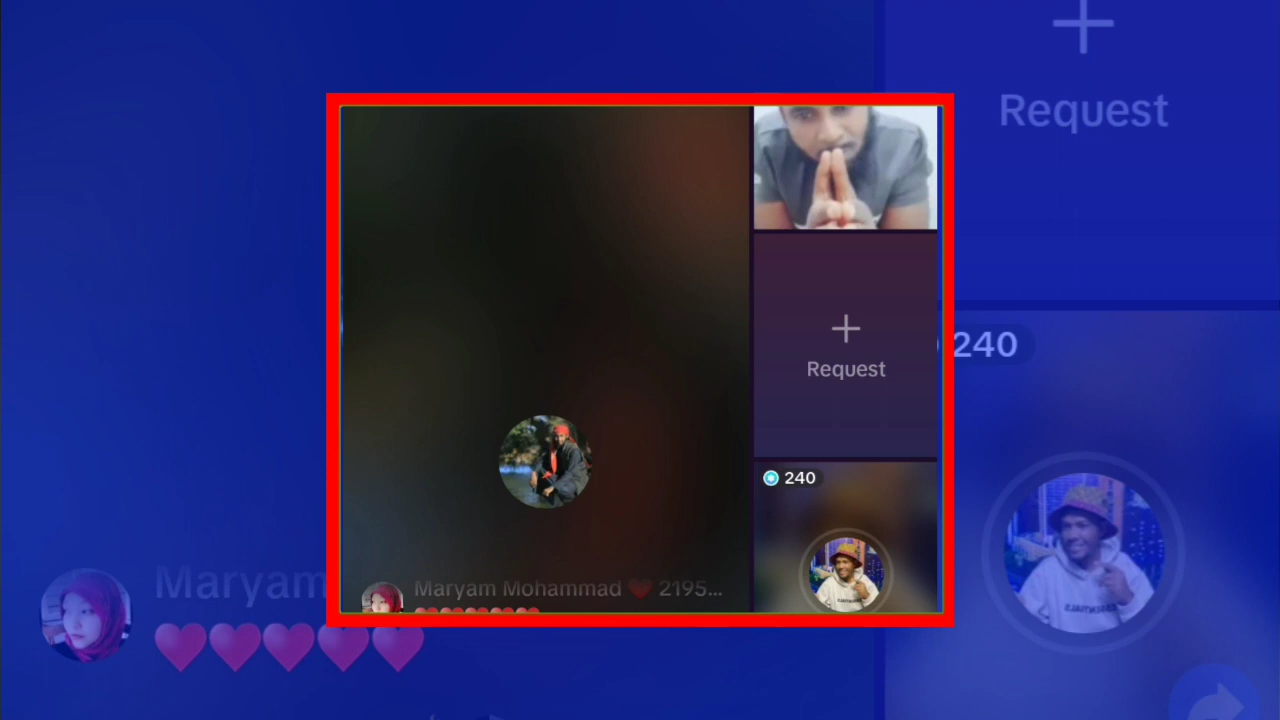 Request
Request
240
240
Maryam Mohammad ❤️ 2195...
❤️❤️❤️❤️❤️❤️❤️
Maryam
❤️❤️❤️❤️❤️